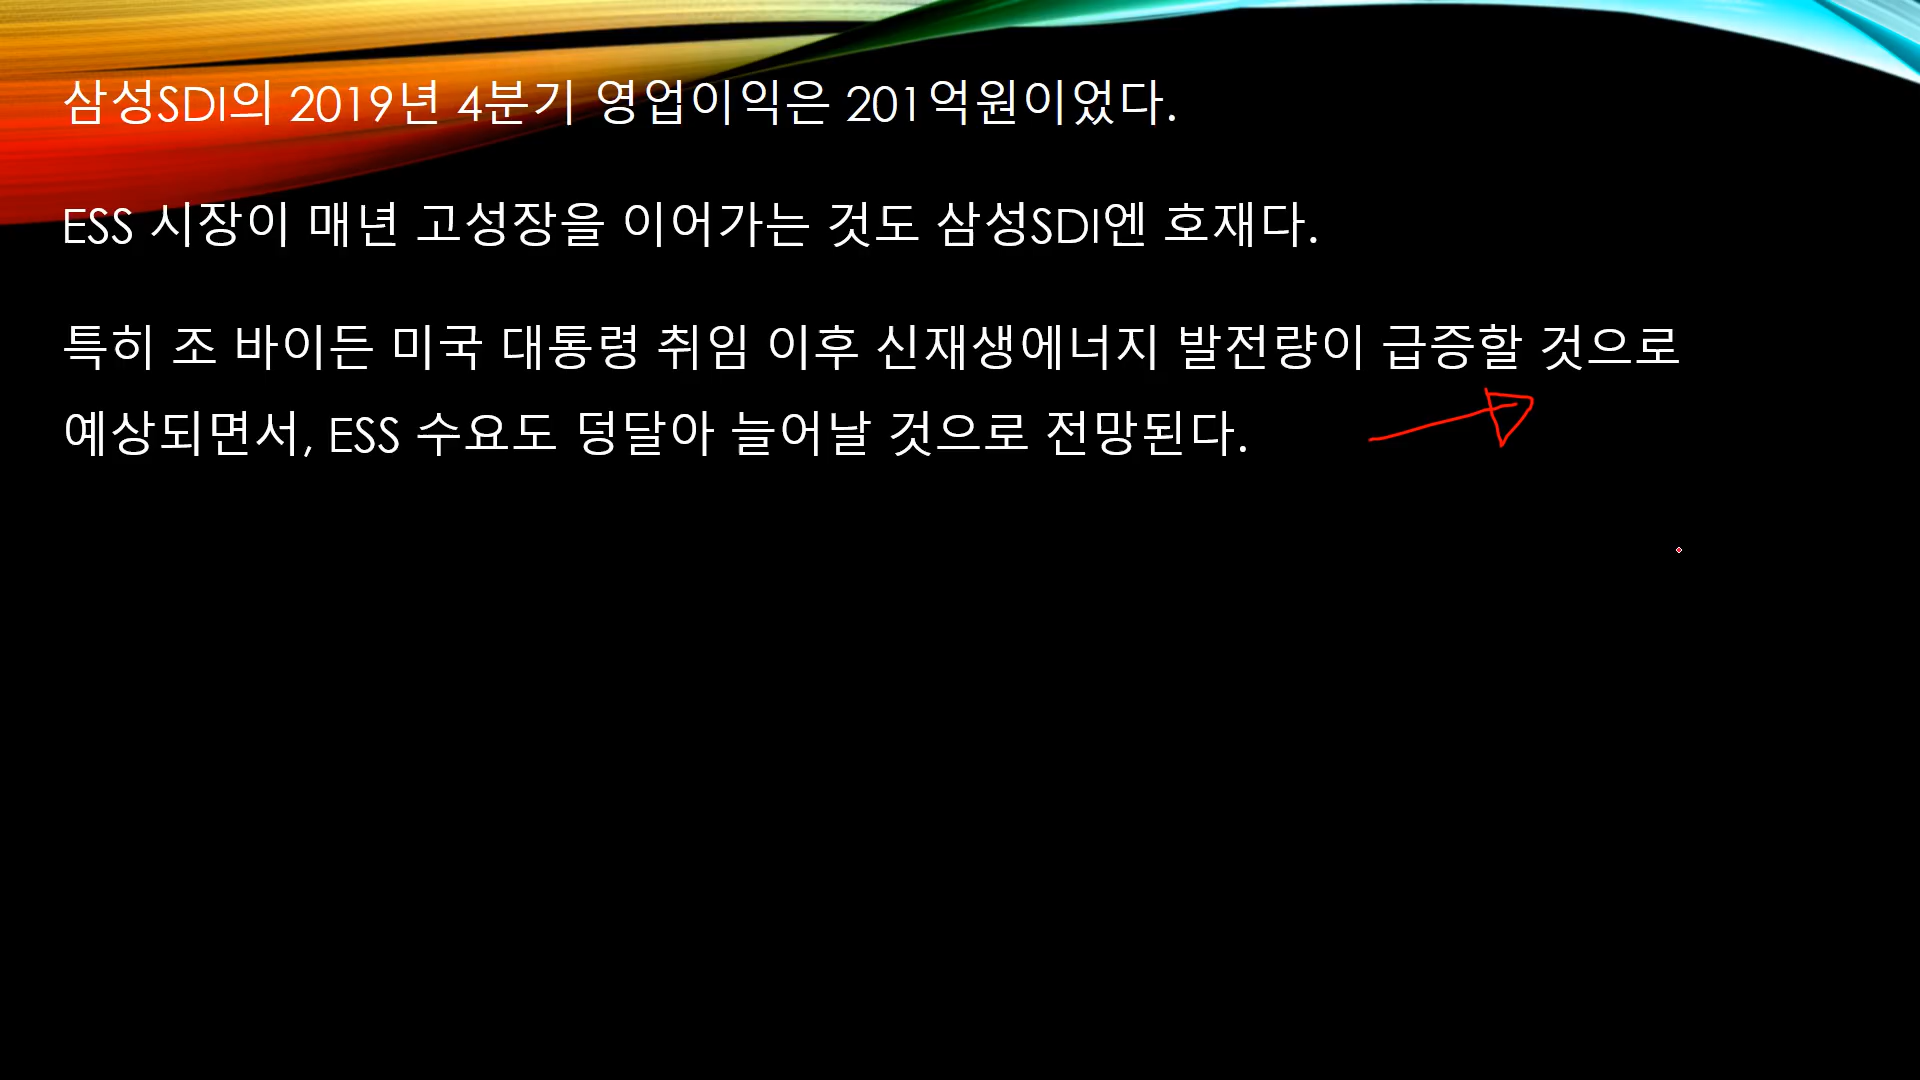 삼성SDI의 2019년 4분기 영업이익은 201억원이었다.
ESS 시장이 매년 고성장을 이어가는 것도 삼성SDI엔 호재다.
특히 조 바이든 미국 대통령 취임 이후 신재생에너지 발전량이 급증할 것으로
예상되면서, ESS 수요도 덩달아 늘어날 것으로 전망된다.